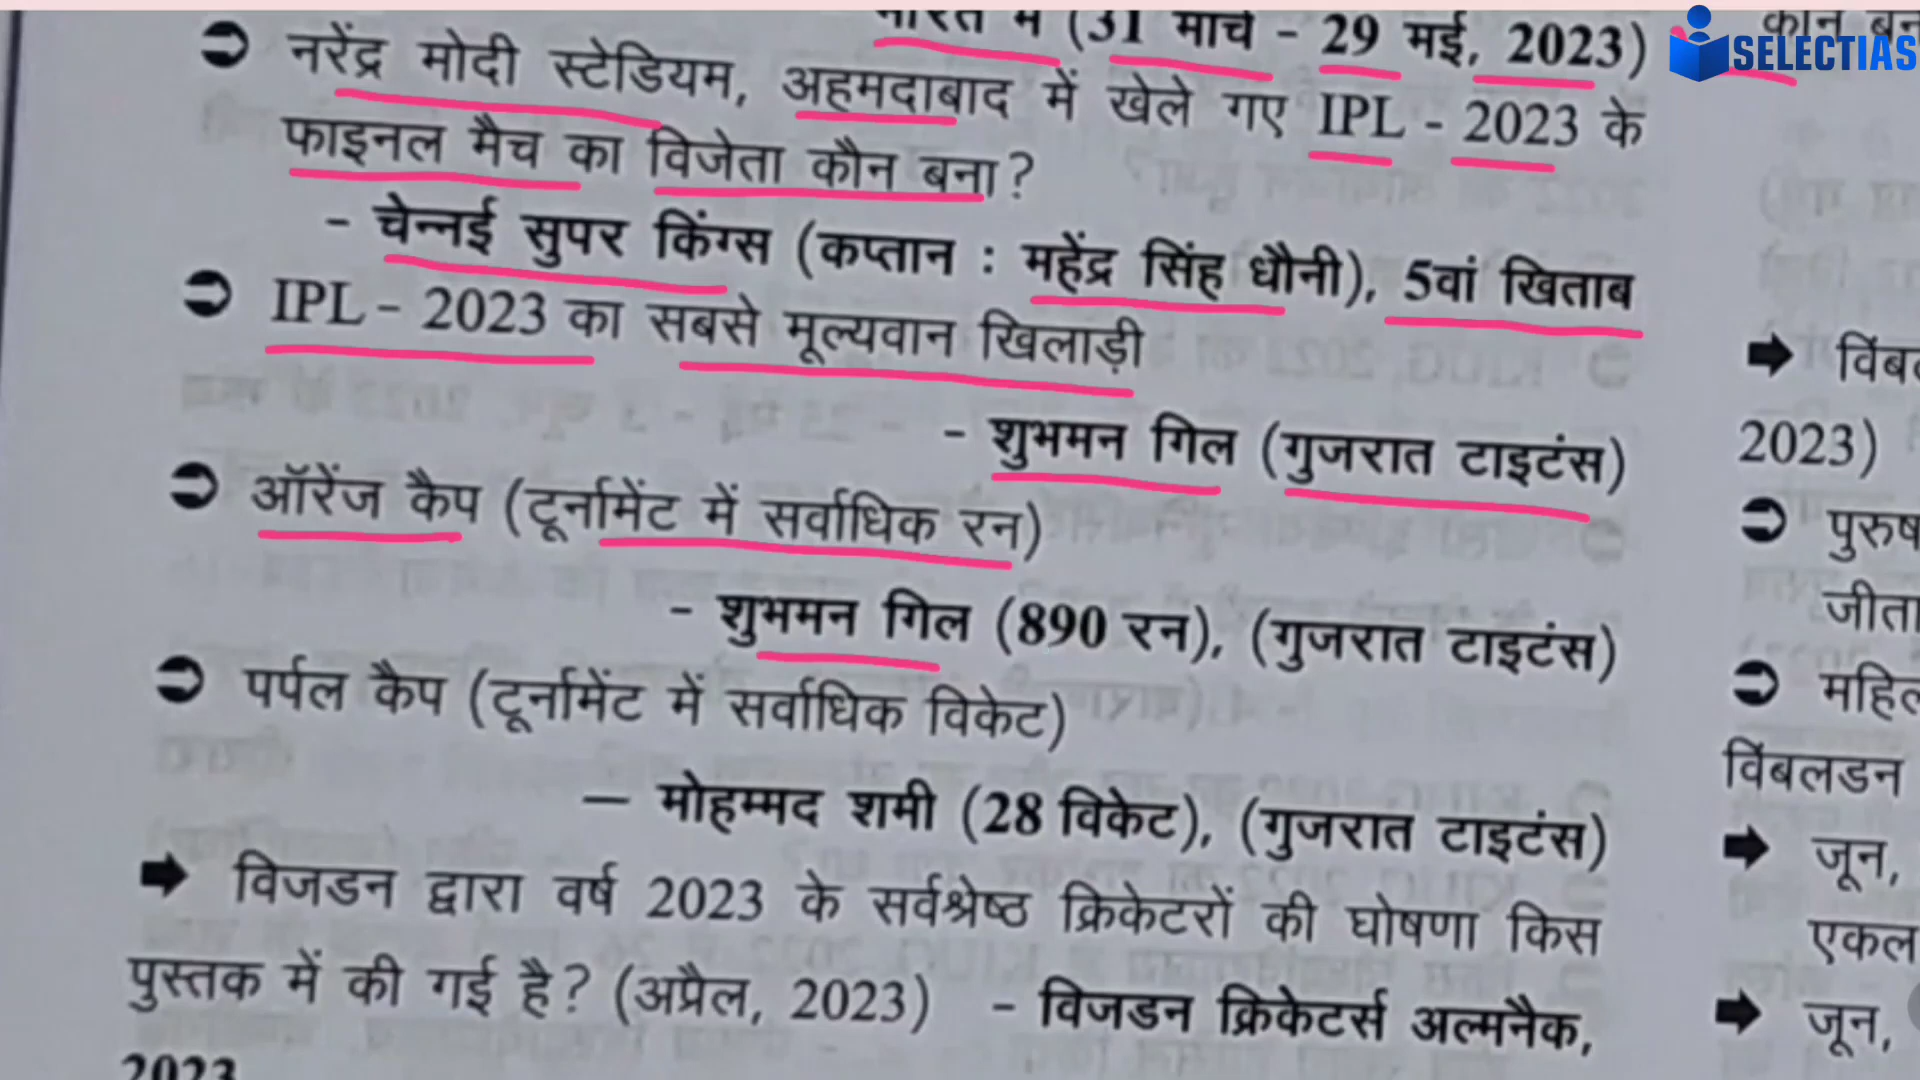 भारत में (31 मार्च - 29 मई, 2023)
नरेंद्र मोदी स्टेडियम, अहमदाबाद में खेले गए IPL - 2023 के
फाइनल मैच का विजेता कौन बना?
- चेन्नई सुपर किंग्स (कप्तान : महेंद्र सिंह धौनी), 5वां खिताब
IPL - 2023 का सबसे मूल्यवान खिलाड़ी
- शुभमन गिल (गुजरात टाइटंस)
ऑरेंज कैप (टूर्नामेंट में सर्वाधिक रन)
- शुभमन गिल (890 रन), (गुजरात टाइटंस)
पर्पल कैप (टूर्नामेंट में सर्वाधिक विकेट)
— मोहम्मद शमी (28 विकेट), (गुजरात टाइटंस)
विजडन द्वारा वर्ष 2023 के सर्वश्रेष्ठ क्रिकेटरों की घोषणा किस
पुस्तक में की गई है? (अप्रैल, 2023) - विजडन क्रिकेटर्स अल्मनैक,
2023
SELECTIAS
कौन
2023)
पुरुष
जीता
विंबलडन
जून,
एकल
जून,